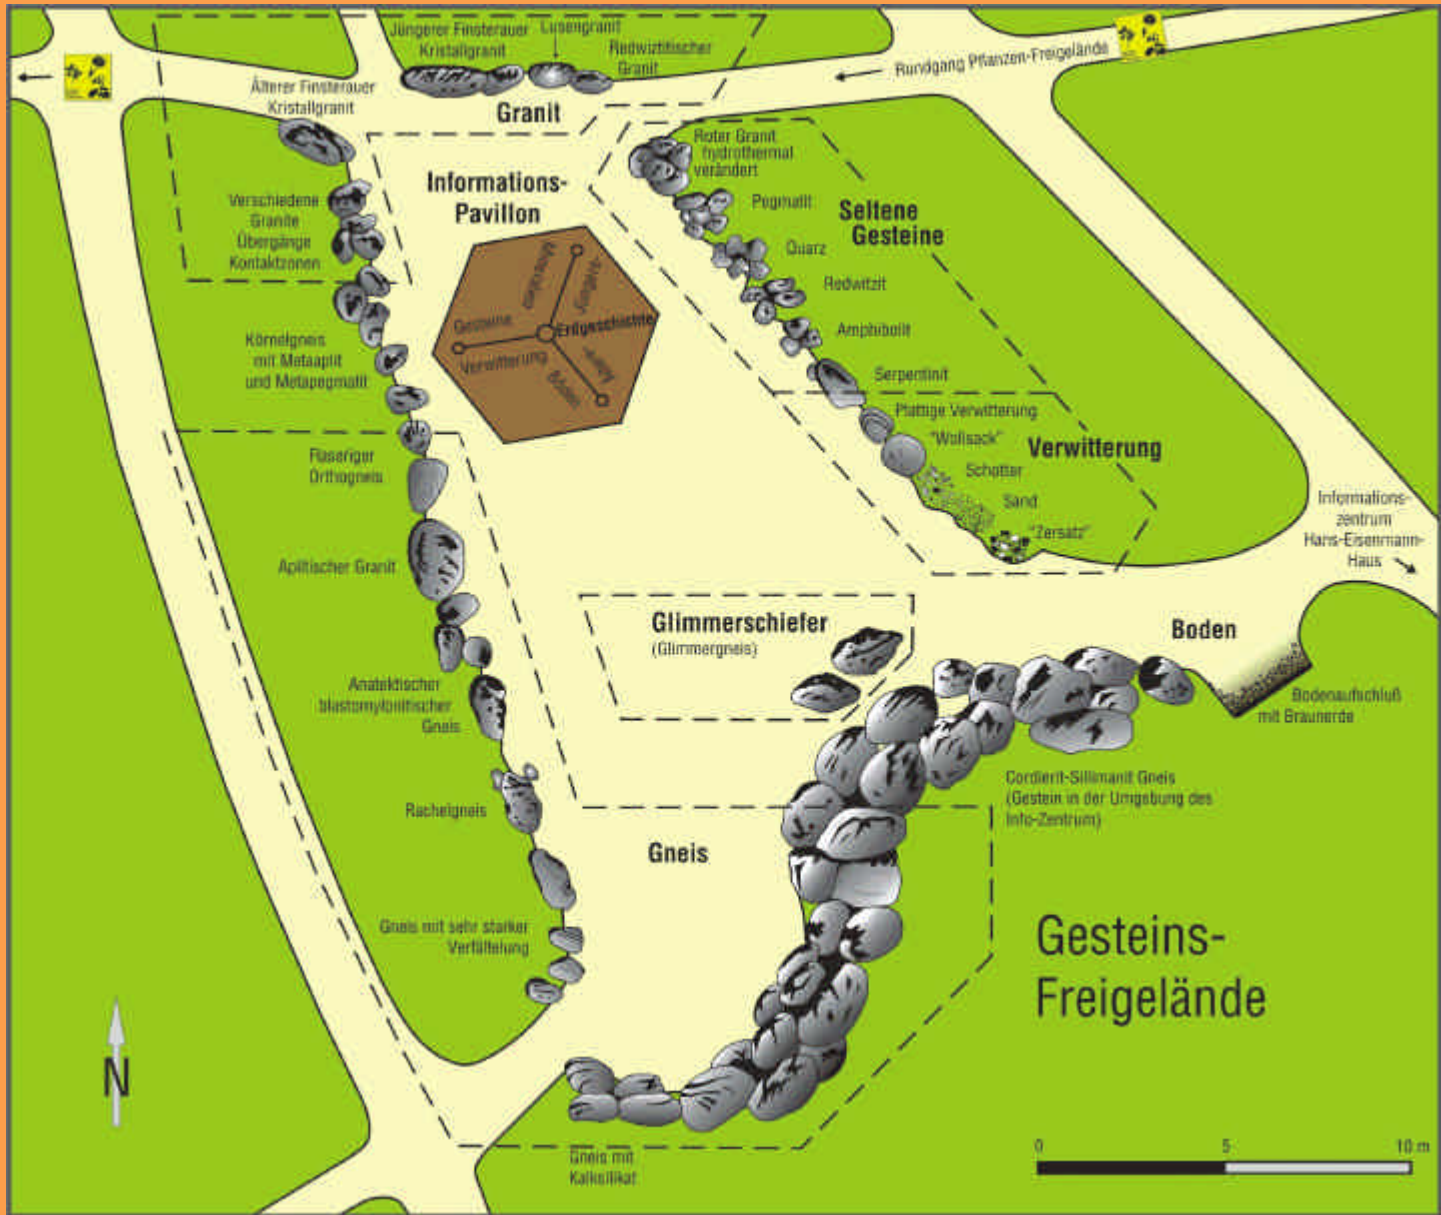 Jüngerer Finsterauer
Kristallgranit
Lusengranit
Redwitzitischer
Granit
Rundgang Pflanzen-Freigelände
Älterer Finsterauer
Kristallgranit
Granit
Verschiedene
Granite
Übergänge
Kontaktzonen
Informations-
Pavillon
Roter Granit
hydrothermal
verändert
Pegmatit
Seltene
Gesteine
Quarz
Redwitzit
Amphibolit
Serpentinit
Gesteine
Verwitterung
Mineralien
Erdgeschichte
Böden
Körnelgneis
mit Metaaplit
und Metapegmatit
Plattige Verwitterung
"Wollsack"
Verwitterung
Schotter
Sand
"Zersatz"
Flaseriger
Orthogneis
Informations-
zentrum
Hans-Eisenmann-
Haus
Aplitischer Granit
Glimmerschiefer
(Glimmergneis)
Boden
Bodenaufschluß
mit Braunerde
Anatektischer
blastomylonitischer
Gneis
Cordierit-Sillimanit Gneis
(Gestein in der Umgebung des
Info-Zentrum)
Rachelgneis
Gneis
Gneis mit sehr starker
Verfältelung
Gesteins-
Freigelände
N
Gneis mit
Kalksilikat
0 5 10 m